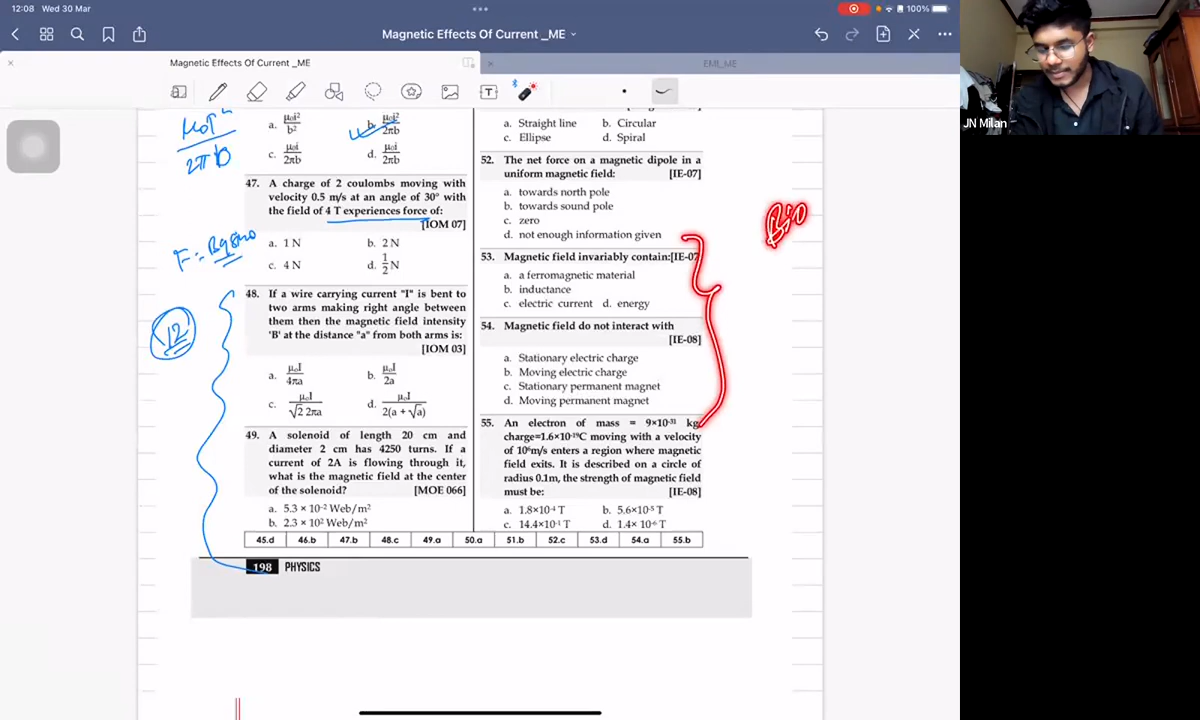 12:08 Wed 30 Mar
100%
Magnetic Effects Of Current _ME
Magnetic Effects Of Current _ME
EMI_ME
JN Milan
a. μ₀i²/b² b. μ₀i²/2πb
c. μ₀i/2πb d. μ₀i/2πb
47. A charge of 2 coulombs moving with
velocity 0.5 m/s at an angle of 30° with
the field of 4 T experiences force of:
[IOM 07]
a. 1 N b. 2 N
c. 4 N d. 1/2 N
48. If a wire carrying current "I" is bent to
two arms making right angle between
them then the magnetic field intensity
'B' at the distance "a" from both arms is:
[IOM 03]
a. μ₀I/4πa b. μ₀I/2a
c. μ₀I/√2 2πa d. μ₀I/2(a + √a)
49. A solenoid of length 20 cm and
diameter 2 cm has 4250 turns. If a
current of 2A is flowing through it,
what is the magnetic field at the center
of the solenoid? [MOE 066]
a. 5.3 × 10⁻² Web/m²
b. 2.3 × 10² Web/m²
12
a. Straight line b. Circular
c. Ellipse d. Spiral
52. The net force on a magnetic dipole in a
uniform magnetic field: [IE-07]
a. towards north pole
b. towards sound pole
c. zero
d. not enough information given
53. Magnetic field invariably contain:[IE-07
a. a ferromagnetic material
b. inductance
c. electric current d. energy
54. Magnetic field do not interact with
[IE-08]
a. Stationary electric charge
b. Moving electric charge
c. Stationary permanent magnet
d. Moving permanent magnet
55. An electron of mass = 9×10⁻³¹ kg
charge=1.6×10⁻¹⁹C moving with a velocity
of 10⁶m/s enters a region where magnetic
field exits. It is described on a circle of
radius 0.1m, the strength of magnetic field
must be: [IE-08]
a. 1.8×10⁻⁴ T b. 5.6×10⁻⁵ T
c. 14.4×10⁻¹ T d. 1.4× 10⁻⁶ T
45.d 46.b 47.b 48.c 49.a 50.a 51.b 52.c 53.d 54.a 55.b
198 PHYSICS